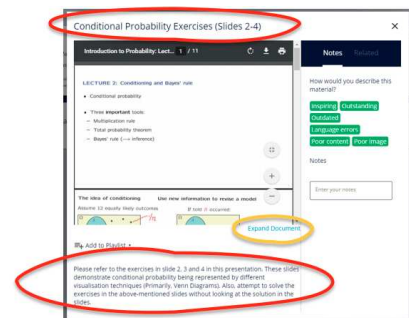 Conditional Probability Exercises (Slides 2-4)
×
Introduction to Probability: Lect... 1 / 11
Notes Related
LECTURE 2: Conditioning and Bayes' rule
• Conditional probability
• Three important tools:
– Multiplication rule
– Total probability theorem
– Bayes' rule (--> inference)
How would you describe this
material?
Inspiring Outstanding
Outdated
Language errors
Poor content Poor Image
Notes
Enter your notes
The idea of conditioning Use new information to revise a model
Assume 12 equally likely outcomes If told B occurred:
Expand Document
Add to Playlist
Please refer to the exercises in slide 2, 3 and 4 in this presentation. These slides
demonstrate conditional probability being represented by different
visualisation techniques (Primarily, Venn Diagrams). Also, attempt to solve the
exercises in the above-mentioned slides without looking at the solution in the
slides.